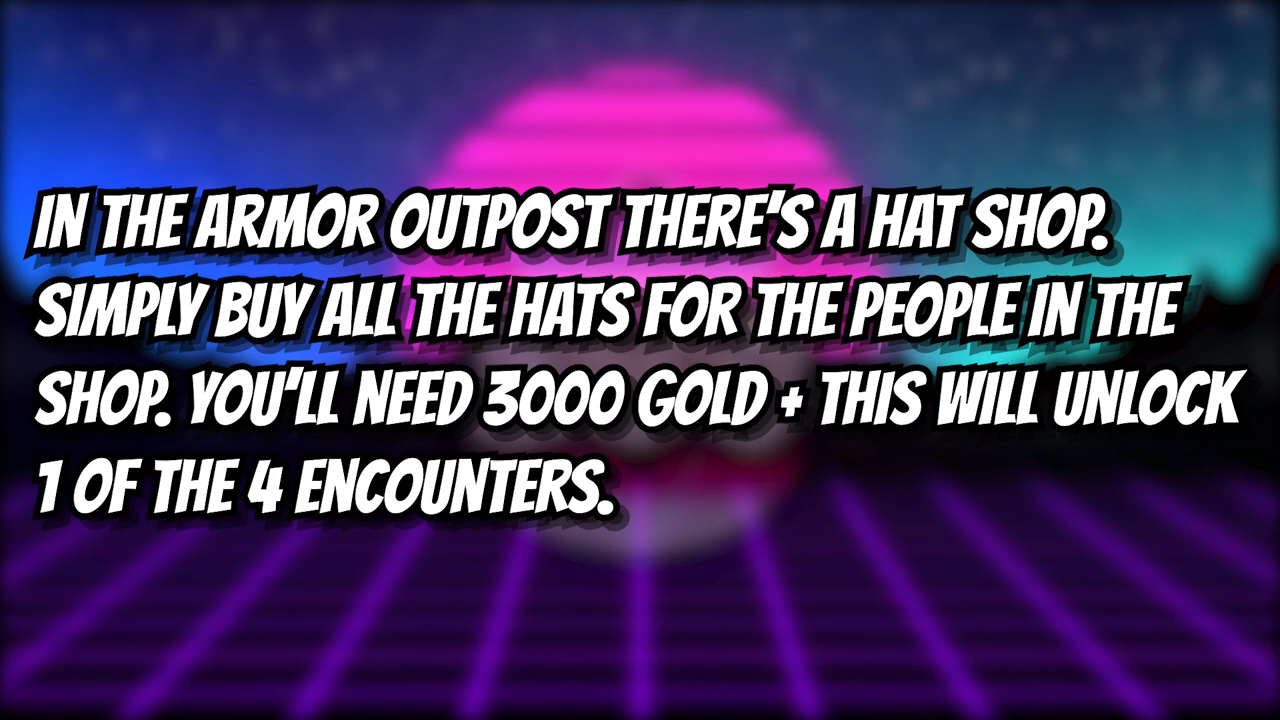 IN THE ARMOR OUTPOST THERE'S A HAT SHOP.
SIMPLY BUY ALL THE HATS FOR THE PEOPLE IN THE
SHOP. YOU'LL NEED 3000 GOLD + THIS WILL UNLOCK
1 OF THE 4 ENCOUNTERS.